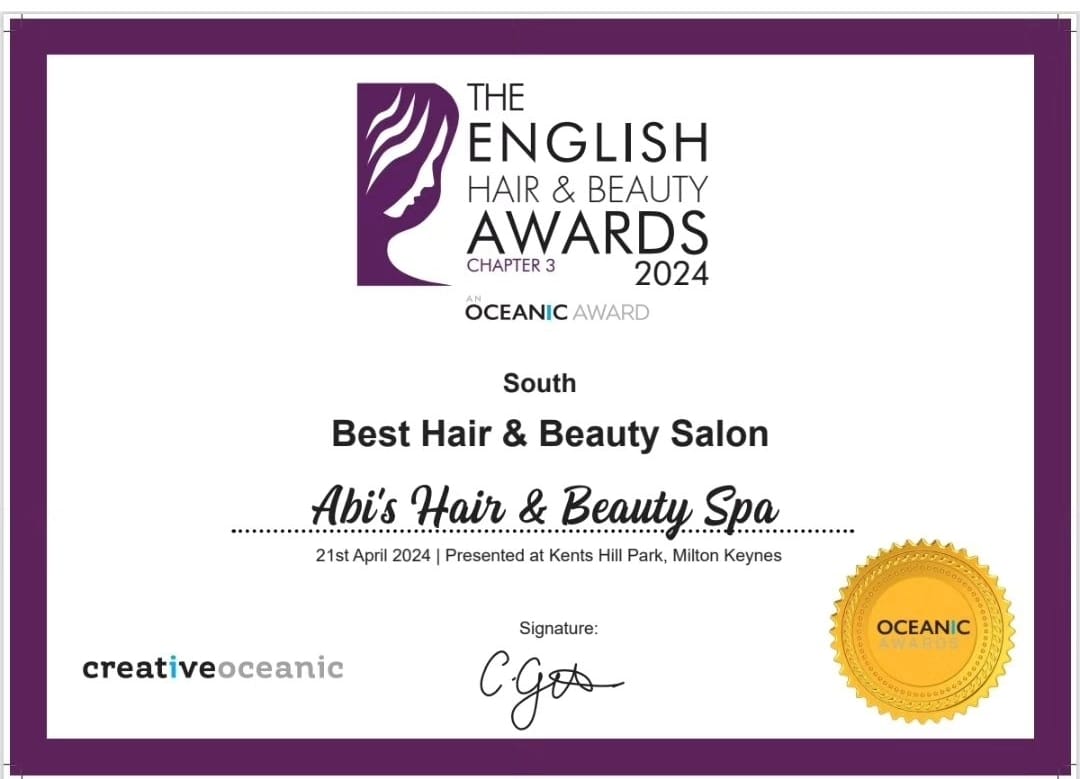 THE
ENGLISH
HAIR & BEAUTY
AWARDS
CHAPTER 3 2024
AN
OCEANIC AWARD
South
Best Hair & Beauty Salon
Abi's Hair & Beauty Spa
21st April 2024 | Presented at Kents Hill Park, Milton Keynes
Signature:
creativeoceanic
OCEANIC
AWARDS